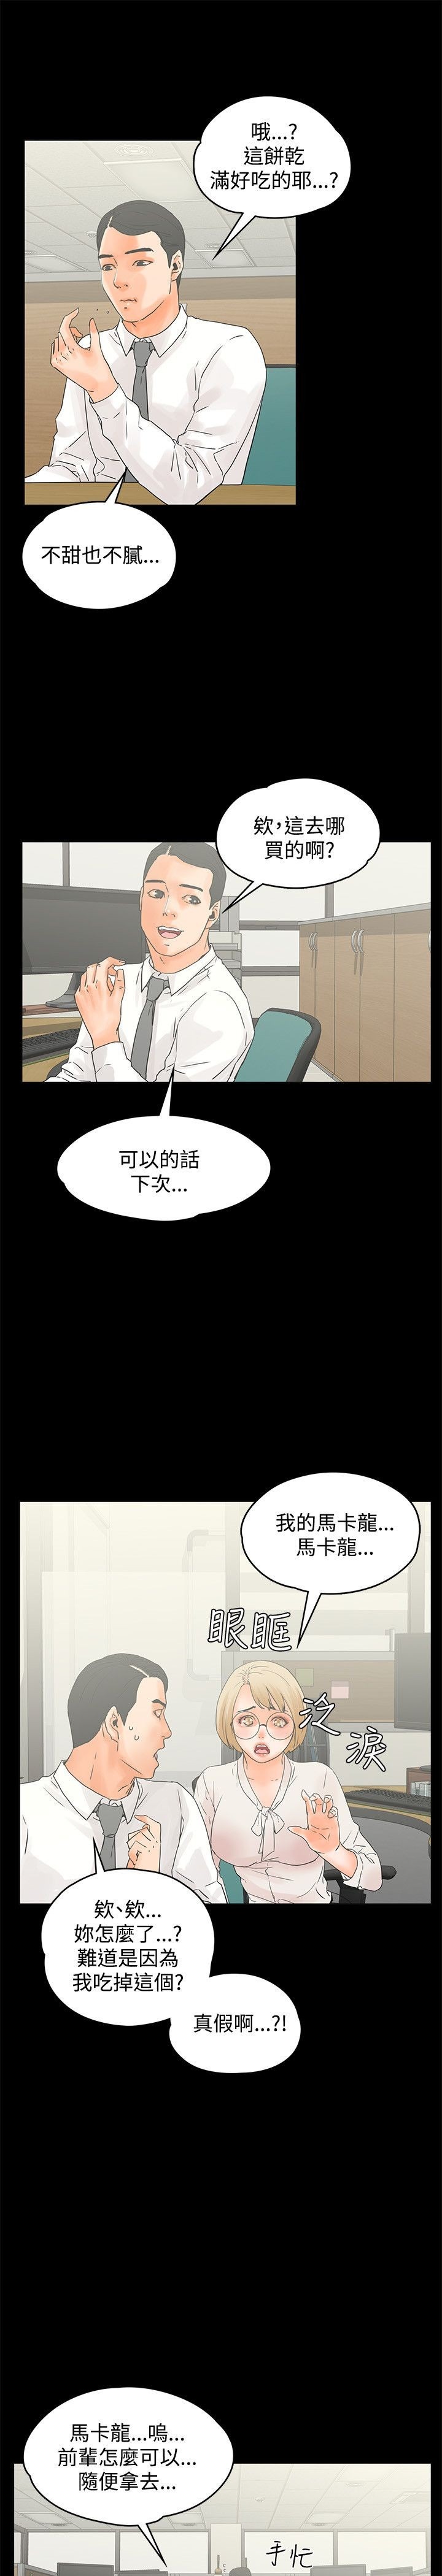 哦...?
這餅乾
滿好吃的耶...?
不甜也不膩...
欸，這去哪
買的啊?
可以的話
下次...
我的馬卡龍...
馬卡龍...
眼眶
泛淚
欸、欸...
妳怎麼了...?
難道是因為
我吃掉這個?
真假啊...?!
馬卡龍...嗚...
前輩怎麼可以...
隨便拿去...
手忙